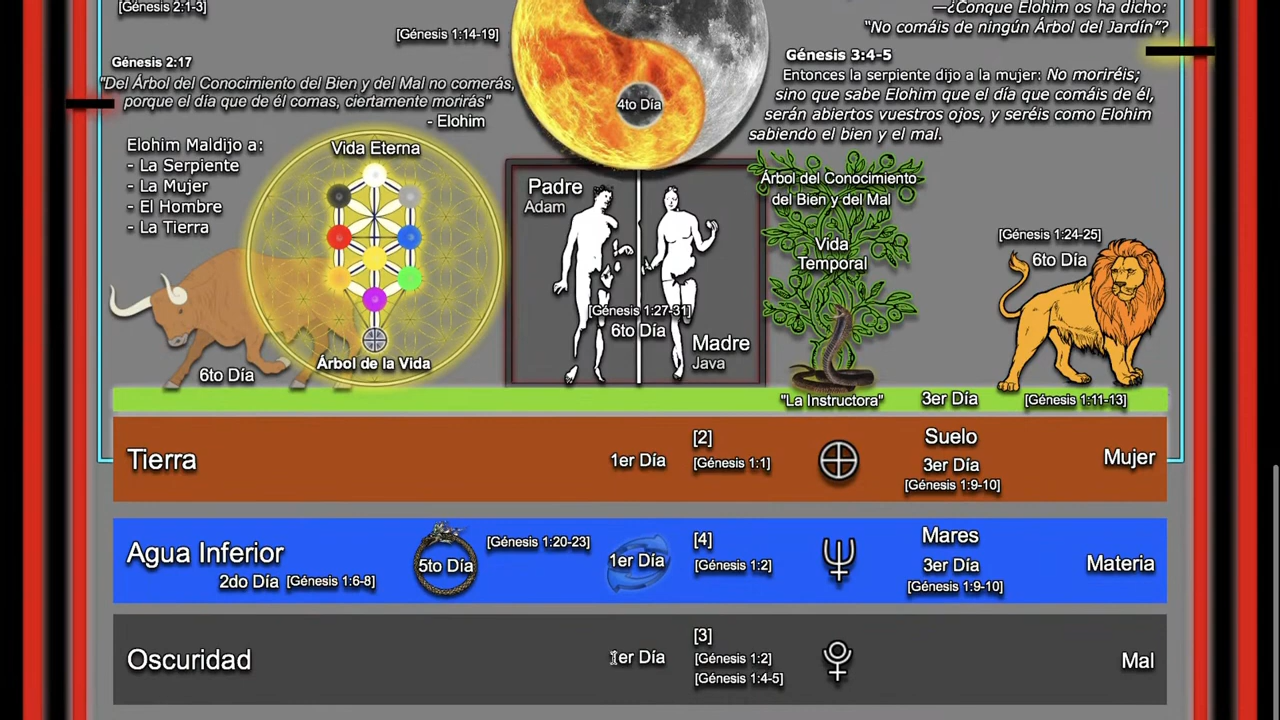 [Génesis 2:1-3]
[Génesis 1:14-19]
—¿Conque Elohim os ha dicho:
"No comáis de ningún Árbol del Jardín"?
Génesis 2:17
"Del Árbol del Conocimiento del Bien y del Mal no comerás,
porque el día que de él comas, ciertamente morirás"
- Elohim
4to Día
Génesis 3:4-5
Entonces la serpiente dijo a la mujer: No moriréis;
sino que sabe Elohim que el día que comáis de él,
serán abiertos vuestros ojos, y seréis como Elohim
sabiendo el bien y el mal.
Elohim Maldijo a:
- La Serpiente
- La Mujer
- El Hombre
- La Tierra
6to Día
Vida Eterna
Árbol de la Vida
Padre
Adam
[Génesis 1:27-31]
6to Día
Madre
Java
Árbol del Conocimiento
del Bien y del Mal
Vida
Temporal
"La Instructora"
[Génesis 1:24-25]
6to Día
3er Día
[Génesis 1:11-13]
Tierra
1er Día
[2]
[Génesis 1:1]
Suelo
3er Día
[Génesis 1:9-10]
Mujer
Agua Inferior
2do Día [Génesis 1:6-8]
5to Día
[Génesis 1:20-23]
1er Día
[4]
[Génesis 1:2]
Mares
3er Día
[Génesis 1:9-10]
Materia
Oscuridad
1er Día
[3]
[Génesis 1:2]
[Génesis 1:4-5]
Mal